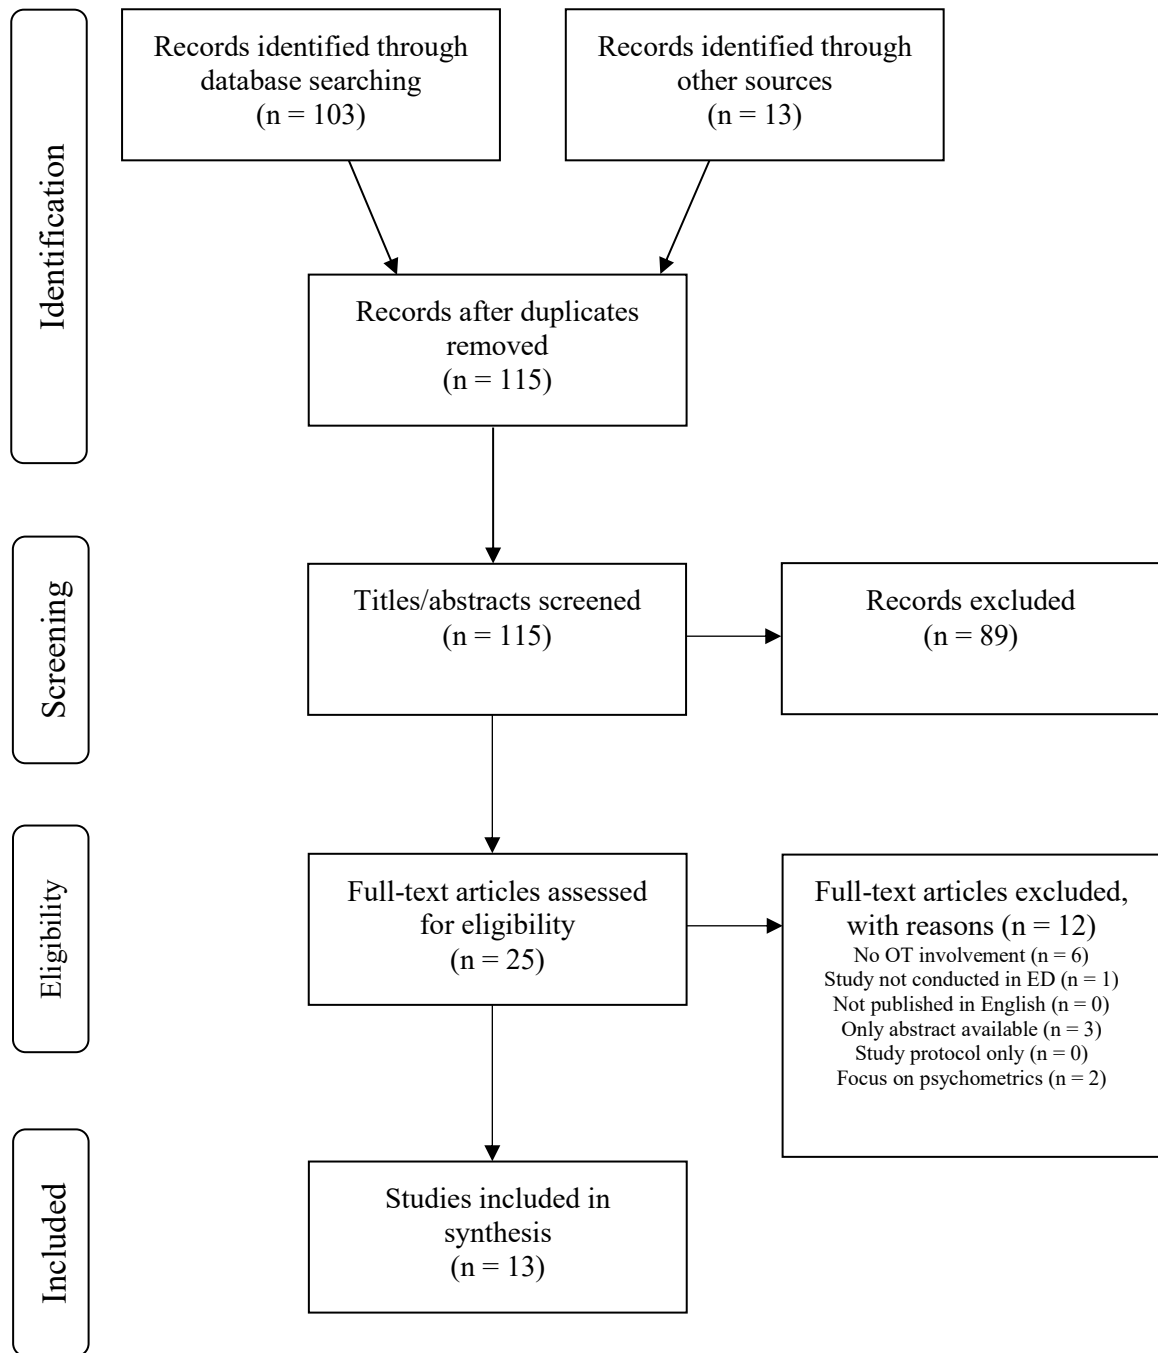 Identification
Records identified through
database searching
(n = 103)
Records identified through
other sources
(n = 13)
Records after duplicates
removed
(n = 115)
Screening
Titles/abstracts screened
(n = 115)
Records excluded
(n = 89)
Eligibility
Full-text articles assessed
for eligibility
(n = 25)
Full-text articles excluded,
with reasons (n = 12)
No OT involvement (n = 6)
Study not conducted in ED (n = 1)
Not published in English (n = 0)
Only abstract available (n = 3)
Study protocol only (n = 0)
Focus on psychometrics (n = 2)
Included
Studies included in
synthesis
(n = 13)